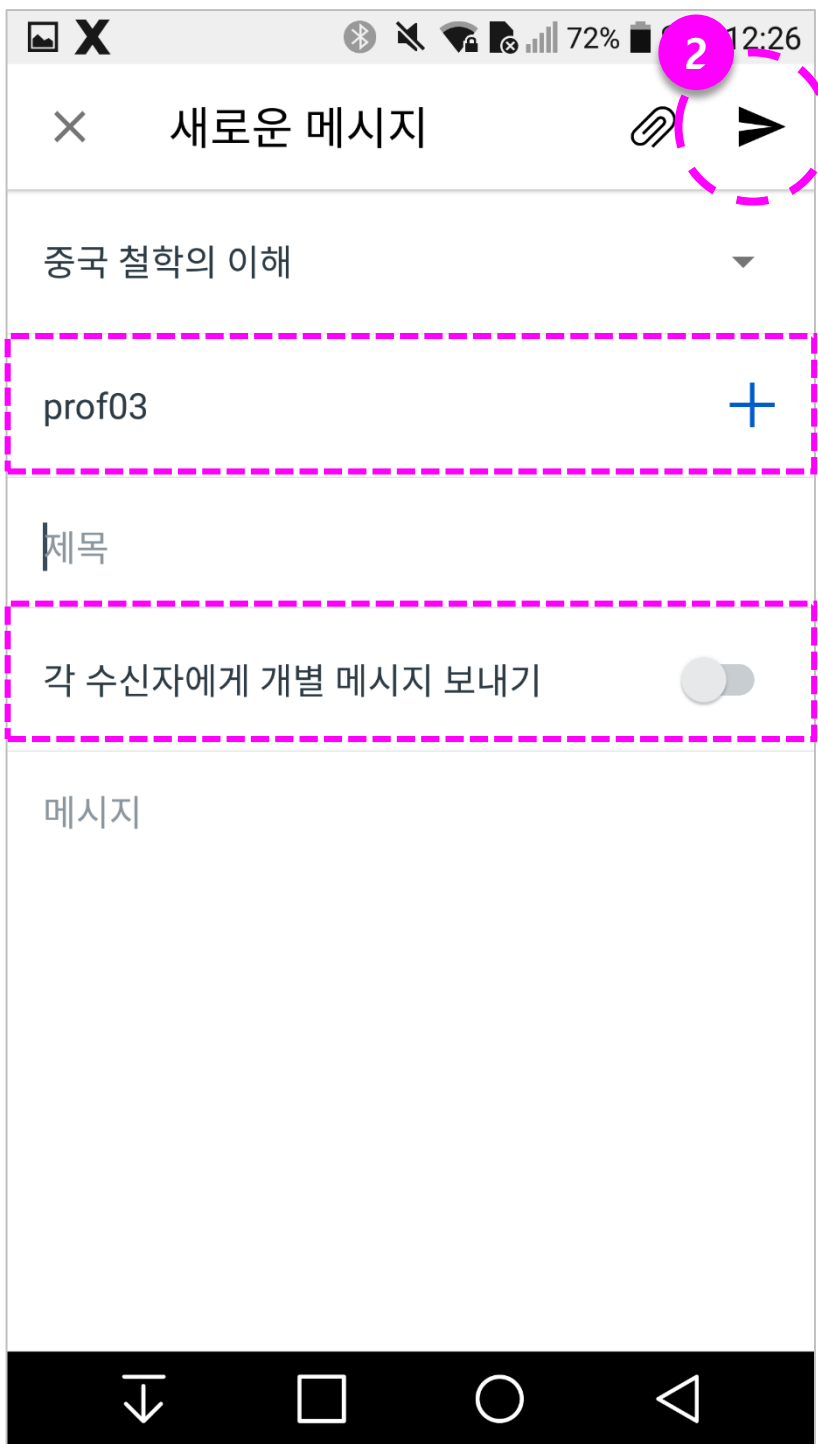 X 72% 12:26
2
새로운 메시지
중국 철학의 이해
prof03
제목
각 수신자에게 개별 메시지 보내기
메시지